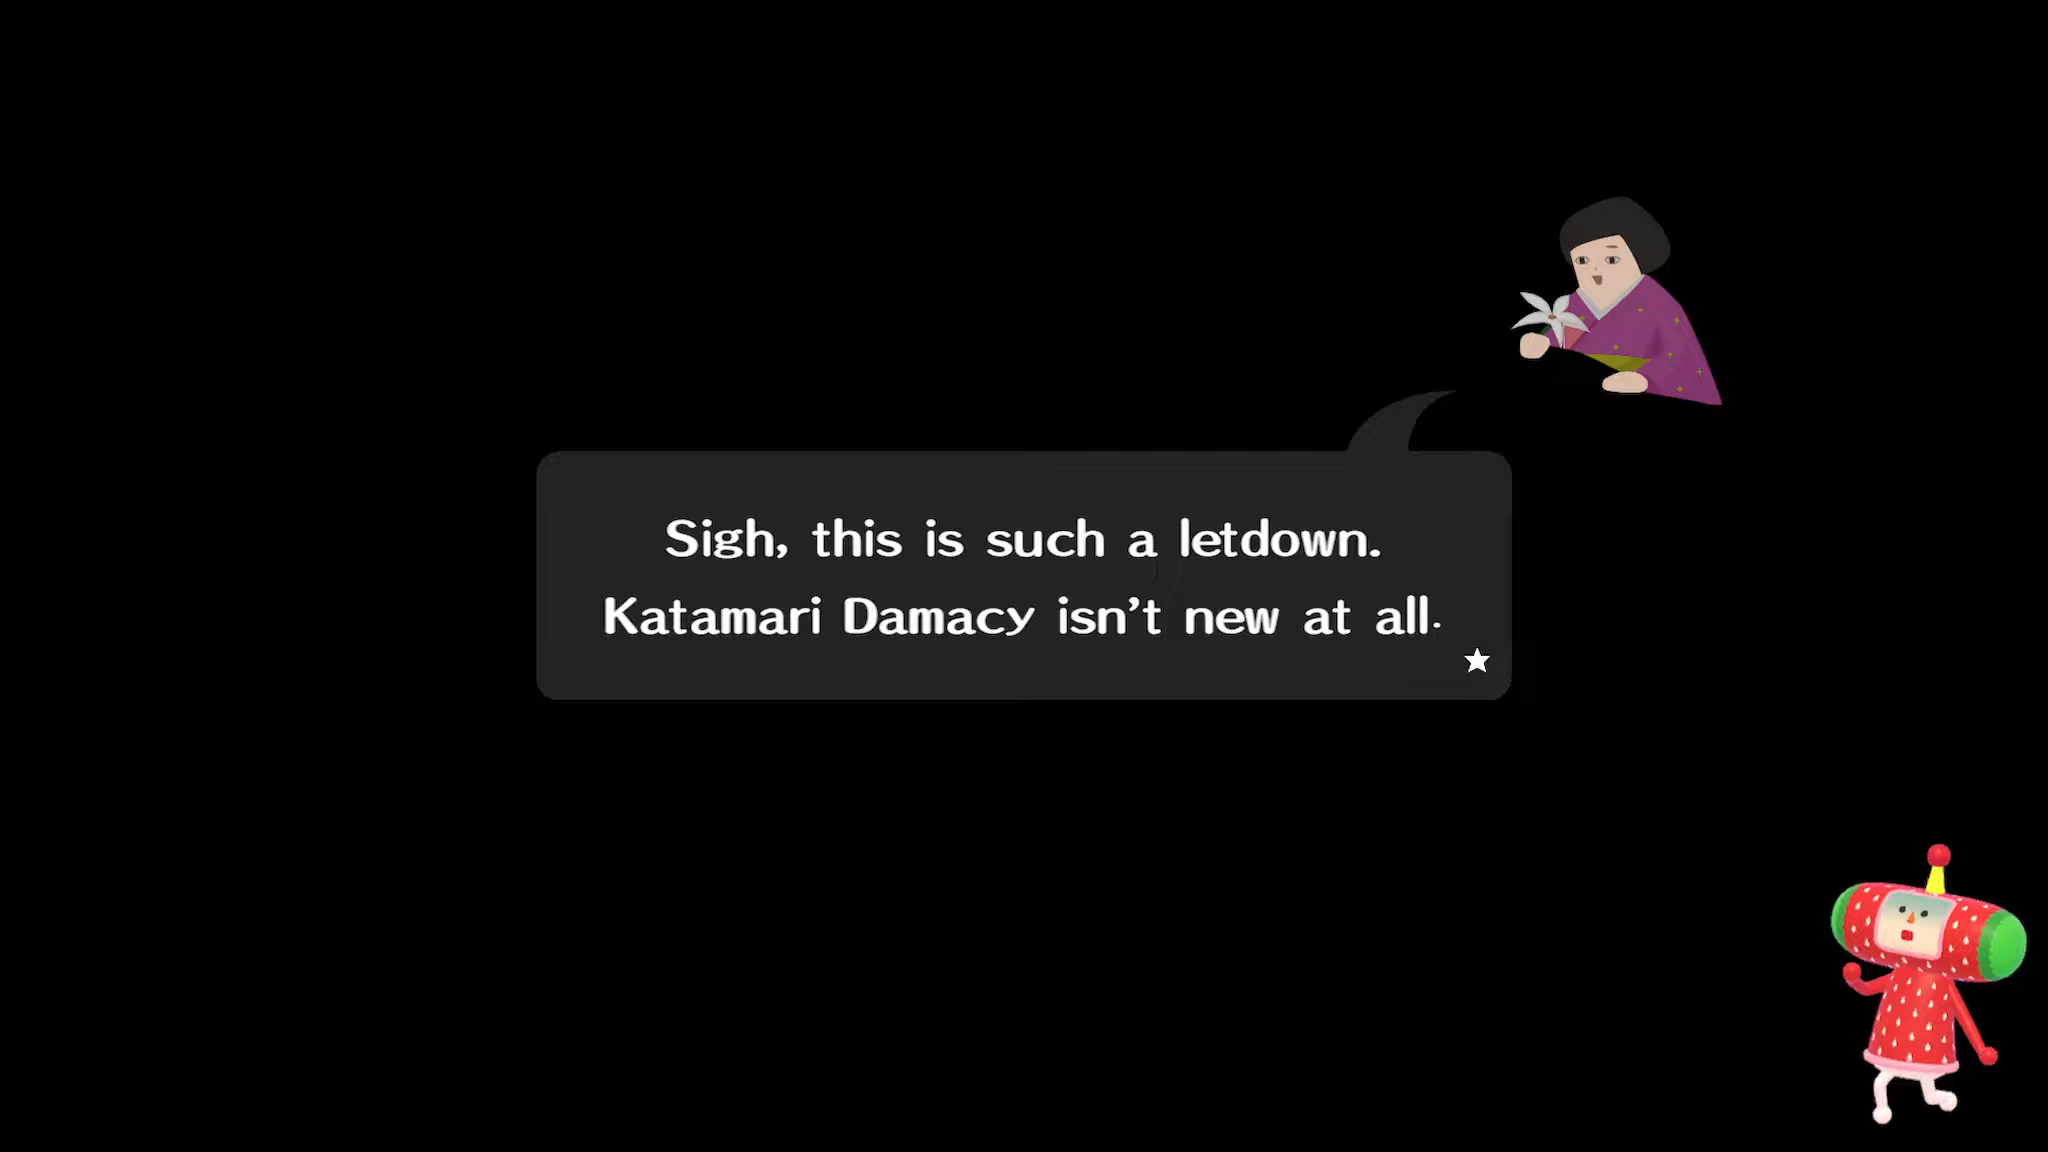 Sigh, this is such a letdown.
Katamari Damacy isn't new at all.